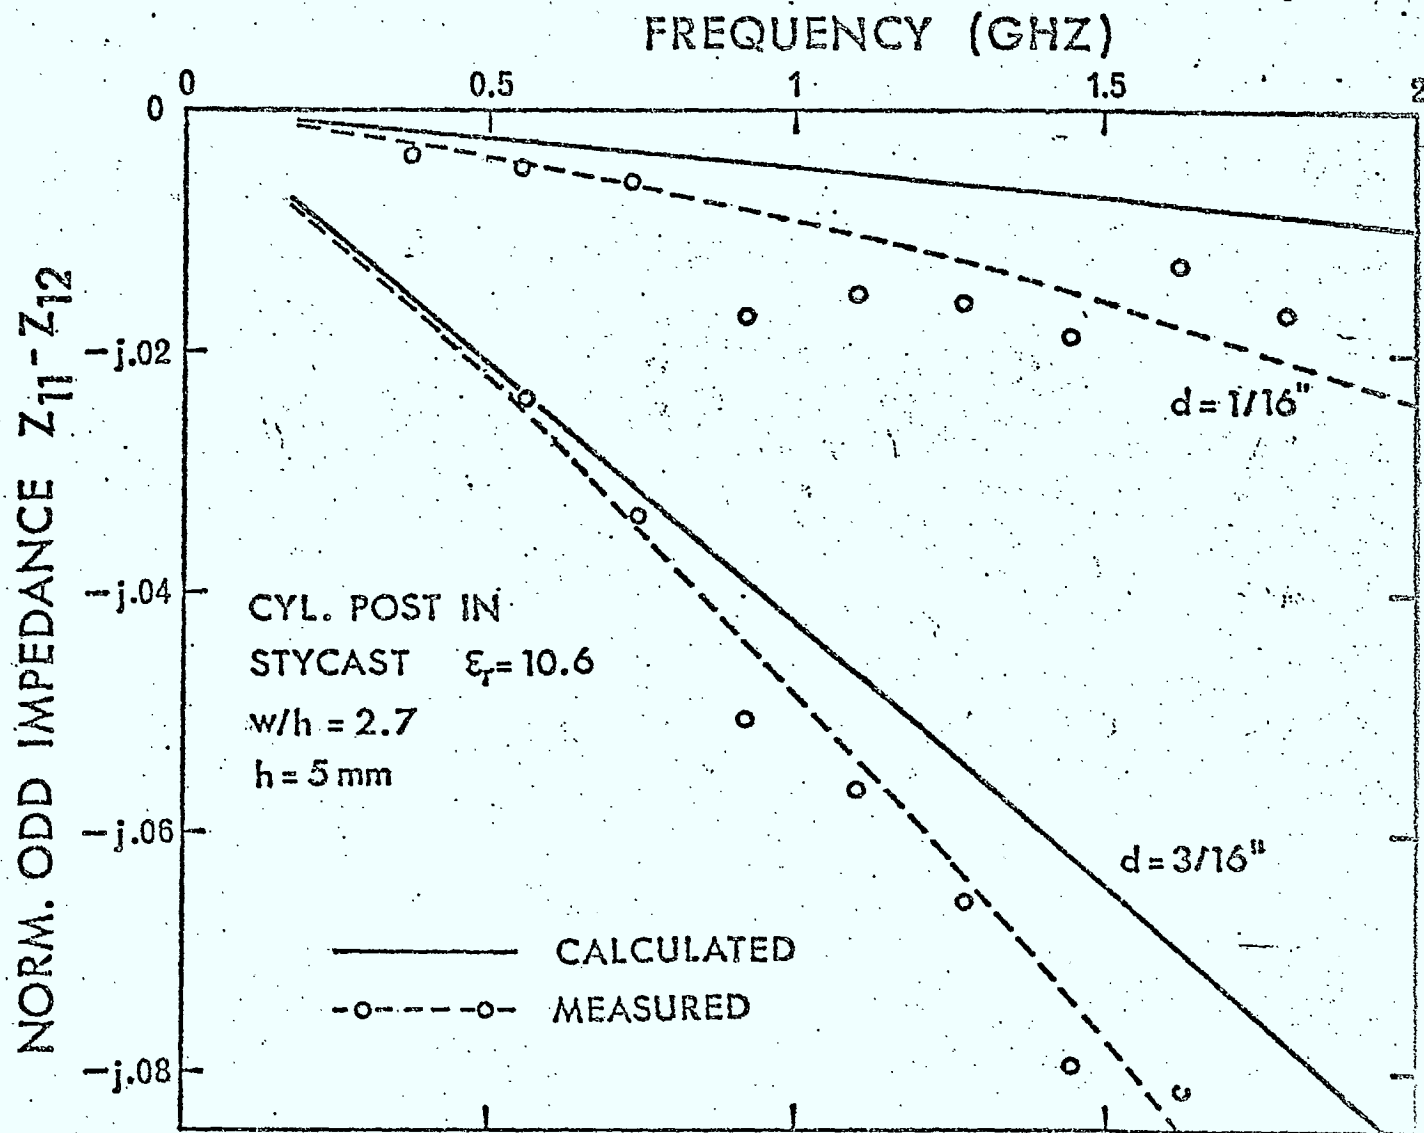 FREQUENCY (GHZ)
0 0.5 1 1.5 2
0
-j.02
-j.04
-j.06
-j.08
NORM. ODD IMPEDANCE Z11-Z12
d=1/16"
CYL. POST IN
STYCAST εr=10.6
w/h = 2.7
h = 5 mm
d=3/16"
CALCULATED
MEASURED